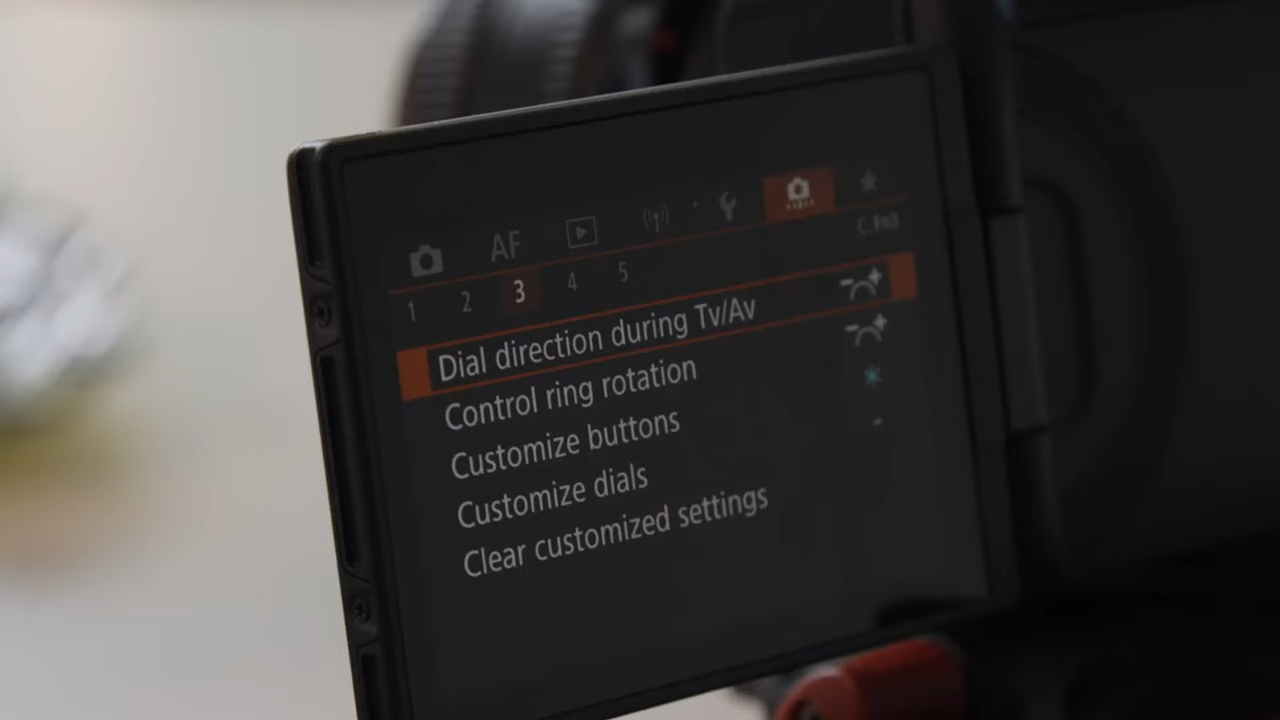 AF
C.Fn3
1 2 3 4 5
Dial direction during Tv/Av
Control ring rotation
Customize buttons
Customize dials
Clear customized settings